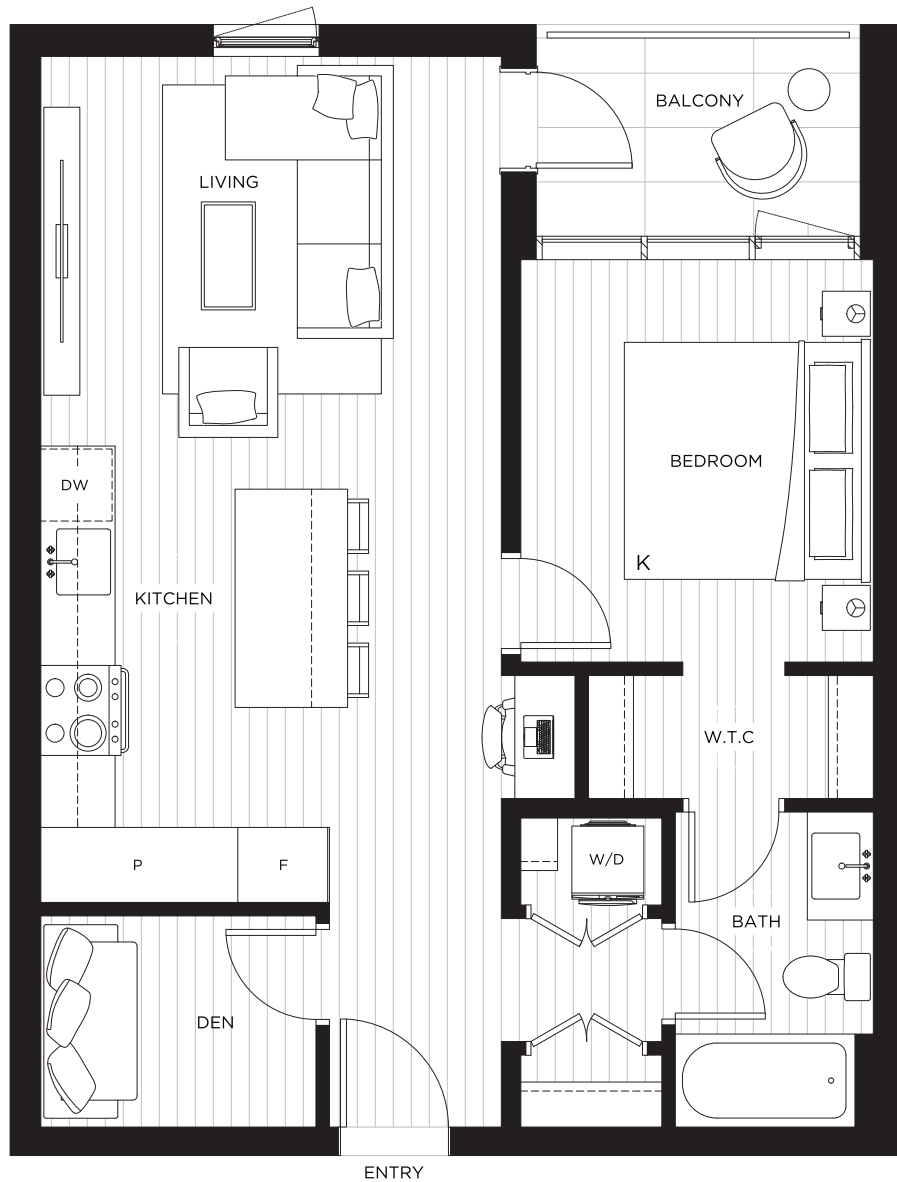 BALCONY
LIVING
BEDROOM
DW
K
KITCHEN
W.T.C
W/D
P
F
BATH
DEN
ENTRY